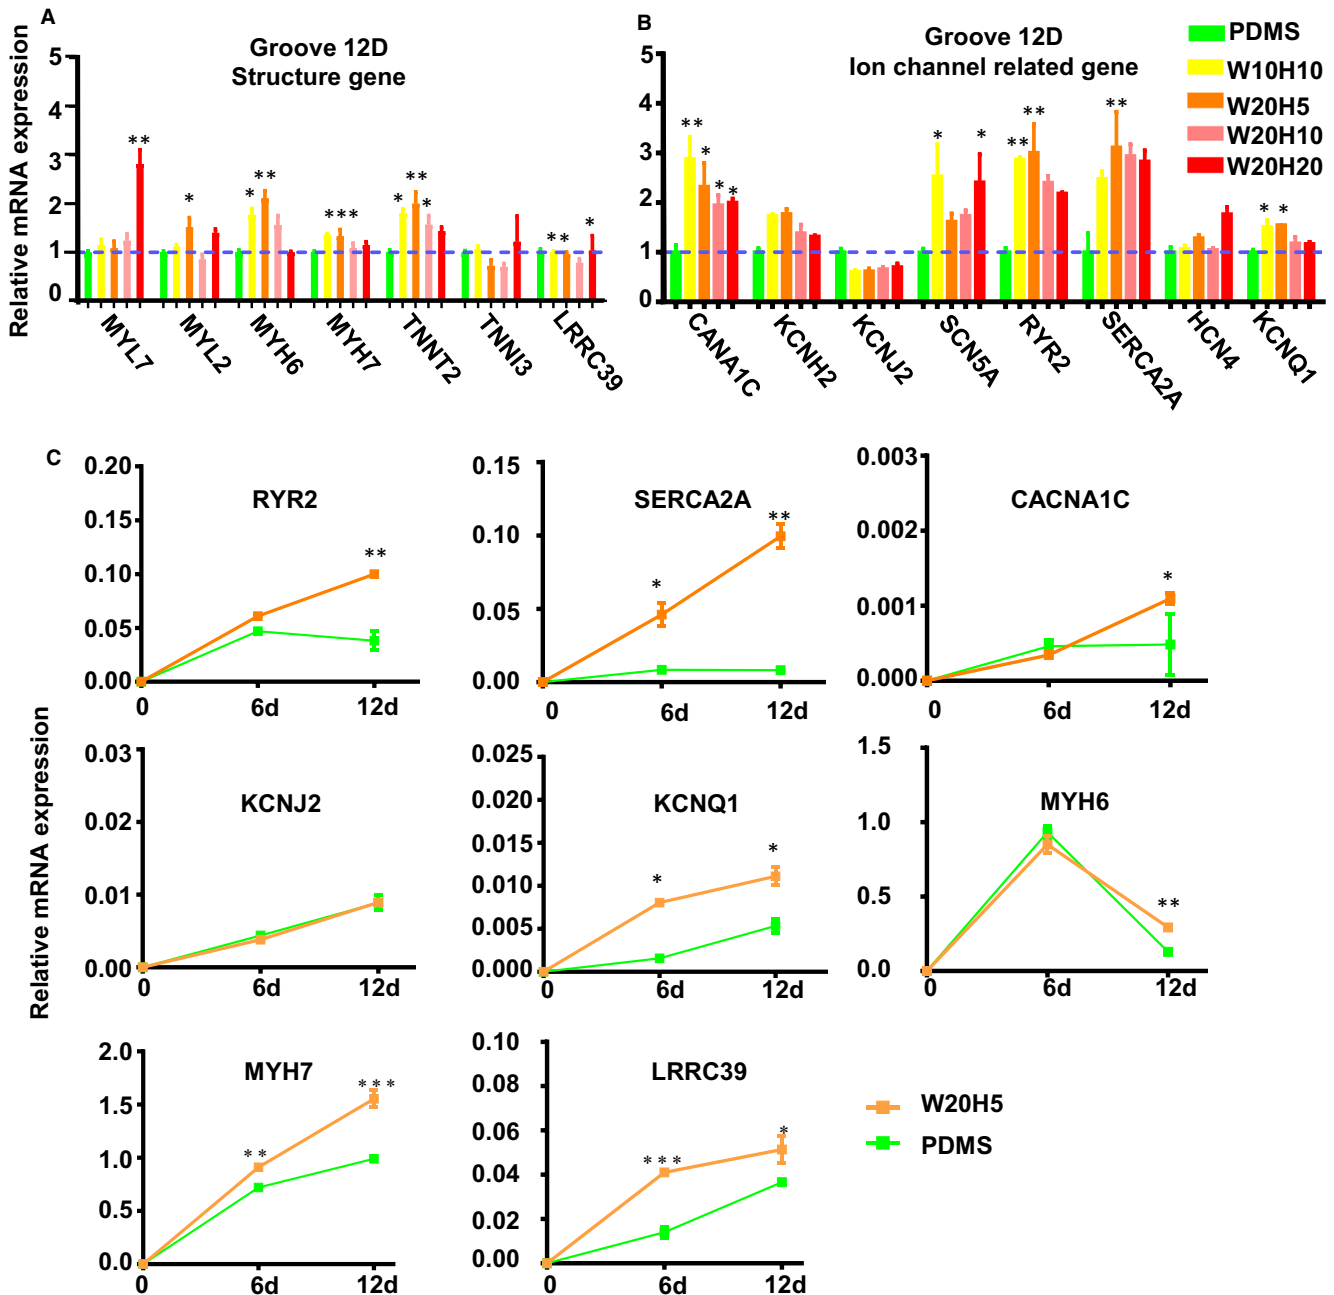 A
Groove 12D
Structure gene
Relative mRNA expression
5
4
3
2
1
0
**
*
*
**
***
*
**
*
**
*
MYL7
MYL2
MYH6
MYH7
TNNT2
TNNI3
LRRC39
B
Groove 12D
Ion channel related gene
5
4
3
2
1
0
**
*
*
*
*
*
**
**
**
*
*
CANA1C
KCNH2
KCNJ2
SCN5A
RYR2
SERCA2A
HCN4
KCNQ1
PDMS
W10H10
W20H5
W20H10
W20H20
C
Relative mRNA expression
RYR2
0.20
0.15
0.10
0.05
0.00
**
0
6d
12d
SERCA2A
0.15
0.10
0.05
0.00
*
**
0
6d
12d
CACNA1C
0.003
0.002
0.001
0.000
*
0
6d
12d
KCNJ2
0.03
0.02
0.01
0.00
0
6d
12d
KCNQ1
0.025
0.020
0.015
0.010
0.005
0.000
*
*
0
6d
12d
MYH6
1.5
1.0
0.5
0.0
**
0
6d
12d
MYH7
2.0
1.5
1.0
0.5
0.0
**
***
0
6d
12d
LRRC39
0.10
0.08
0.06
0.04
0.02
0.00
***
*
0
6d
12d
W20H5
PDMS